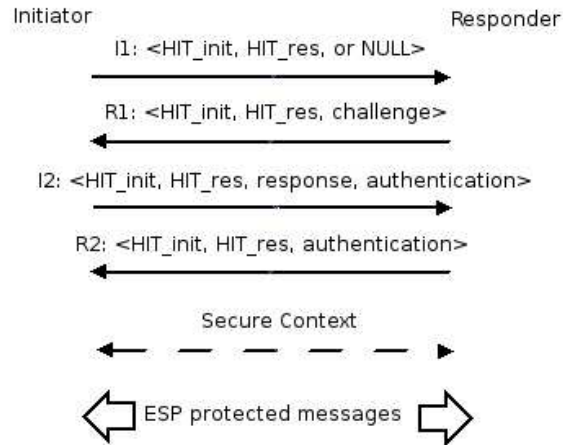 Initiator
Responder
I1: <HIT_init, HIT_res, or NULL>
R1: <HIT_init, HIT_res, challenge>
I2: <HIT_init, HIT_res, response, authentication>
R2: <HIT_init, HIT_res, authentication>
Secure Context
ESP protected messages